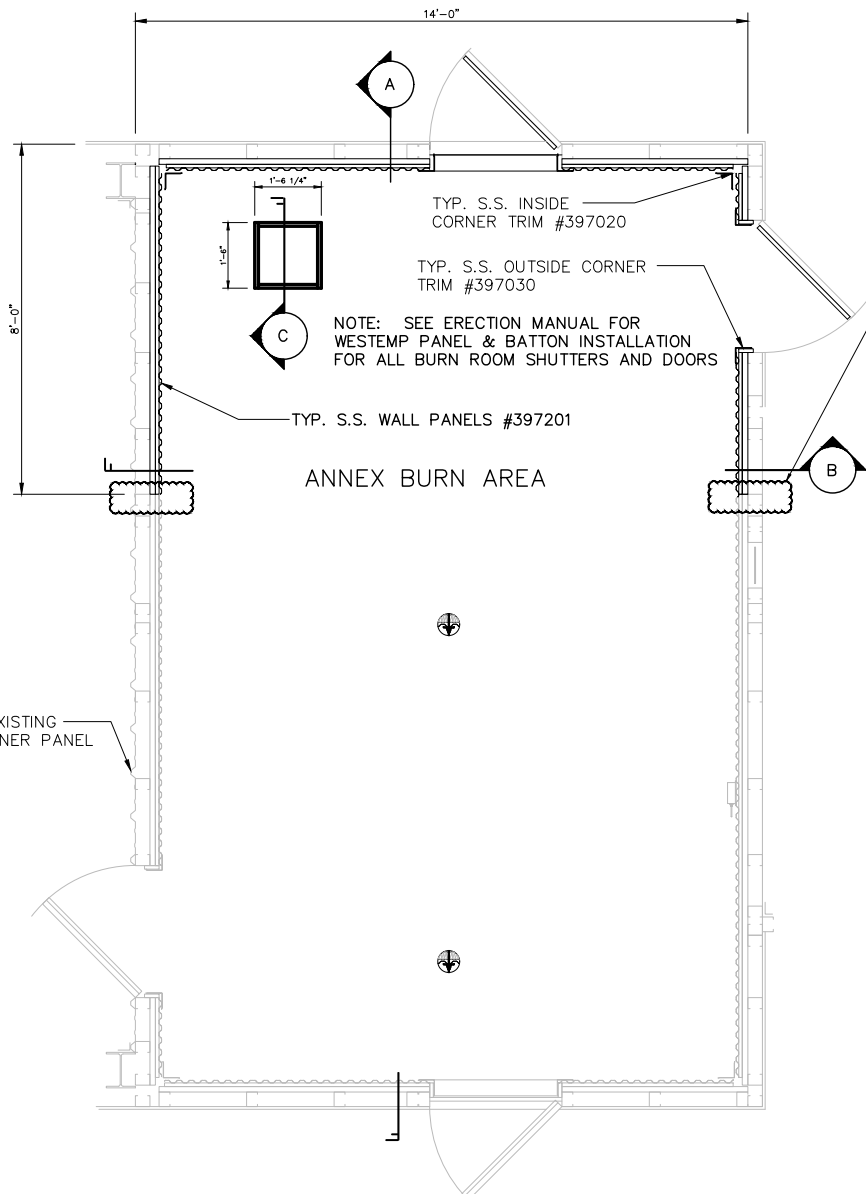 14'-0"
A
8'-0"
1'-6 1/4"
1'-6"
TYP. S.S. INSIDE
CORNER TRIM #397020
TYP. S.S. OUTSIDE CORNER
TRIM #397030
C
NOTE: SEE ERECTION MANUAL FOR
WESTEMP PANEL & BATTON INSTALLATION
FOR ALL BURN ROOM SHUTTERS AND DOORS
TYP. S.S. WALL PANELS #397201
ANNEX BURN AREA
B
XISTING
NER PANEL